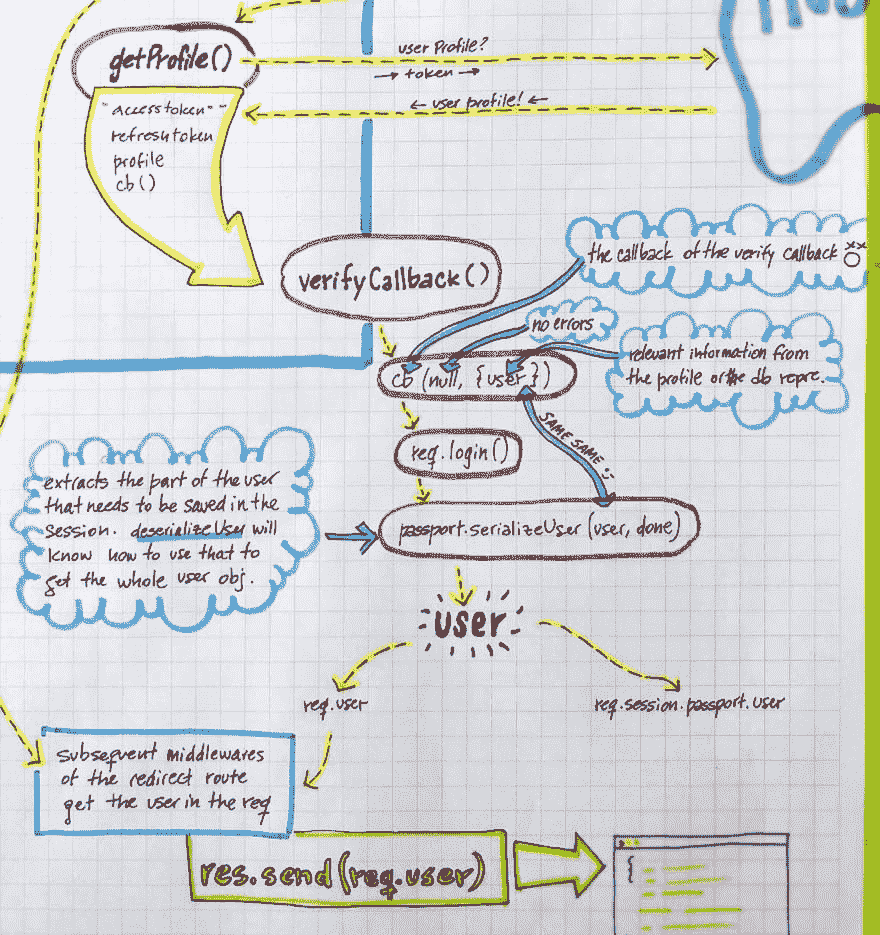 getProfile()
user Profile?
→ token →
← user profile! ←
"accesstoken"
refreshtoken
profile
cb()
verifyCallback()
the callback of the verify callback
no errors
relevant information from
the profile or the db repre.
cb (null, {user})
SAME SAME
req.login()
extracts the part of the user
that needs to be saved in the
session. deserializeUser will
know how to use that to
get the whole user obj.
passport.serializeUser (user, done)
user
req.user
req.session.passport.user
subsequent middlewares
of the redirect route
get the user in the req
res.send(req.user)
{